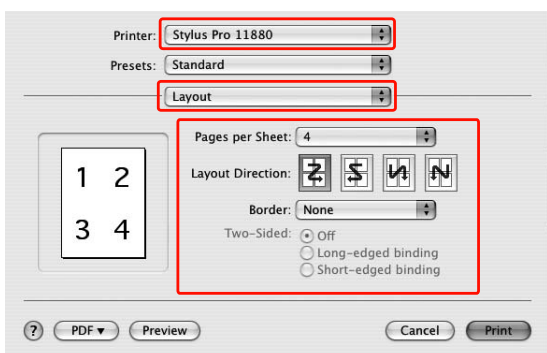 Printer: Stylus Pro 11880
Presets: Standard
Layout
Pages per Sheet: 4
Layout Direction:
Border: None
Two-Sided: Off
Long-edged binding
Short-edged binding
1 2
3 4
? PDF▼ Preview Cancel Print